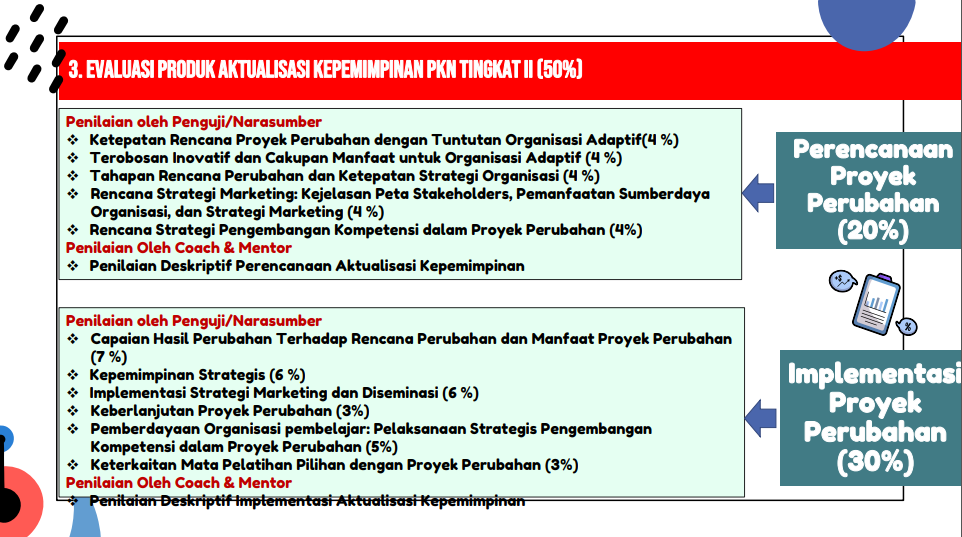 3. EVALUASI PRODUK AKTUALISASI KEPEMIMPINAN PKN TINGKAT II (50%)
Penilaian oleh Penguji/Narasumber
❖ Ketepatan Rencana Proyek Perubahan dengan Tuntutan Organisasi Adaptif(4 %)
❖ Terobosan Inovatif dan Cakupan Manfaat untuk Organisasi Adaptif (4 %)
❖ Tahapan Rencana Perubahan dan Ketepatan Strategi Organisasi (4 %)
❖ Rencana Strategi Marketing: Kejelasan Peta Stakeholders, Pemanfaatan Sumberdaya
Organisasi, dan Strategi Marketing (4 %)
❖ Rencana Strategi Pengembangan Kompetensi dalam Proyek Perubahan (4%)
Penilaian Oleh Coach & Mentor
❖ Penilaian Deskriptif Perencanaan Aktualisasi Kepemimpinan
Perencanaan
Proyek
Perubahan
(20%)
Penilaian oleh Penguji/Narasumber
❖ Capaian Hasil Perubahan Terhadap Rencana Perubahan dan Manfaat Proyek Perubahan
(7 %)
❖ Kepemimpinan Strategis (6 %)
❖ Implementasi Strategi Marketing dan Diseminasi (6 %)
❖ Keberlanjutan Proyek Perubahan (3%)
❖ Pemberdayaan Organisasi pembelajar: Pelaksanaan Strategis Pengembangan
Kompetensi dalam Proyek Perubahan (5%)
❖ Keterkaitan Mata Pelatihan Pilihan dengan Proyek Perubahan (3%)
Penilaian Oleh Coach & Mentor
❖ Penilaian Deskriptif Implementasi Aktualisasi Kepemimpinan
Implementasi
Proyek
Perubahan
(30%)